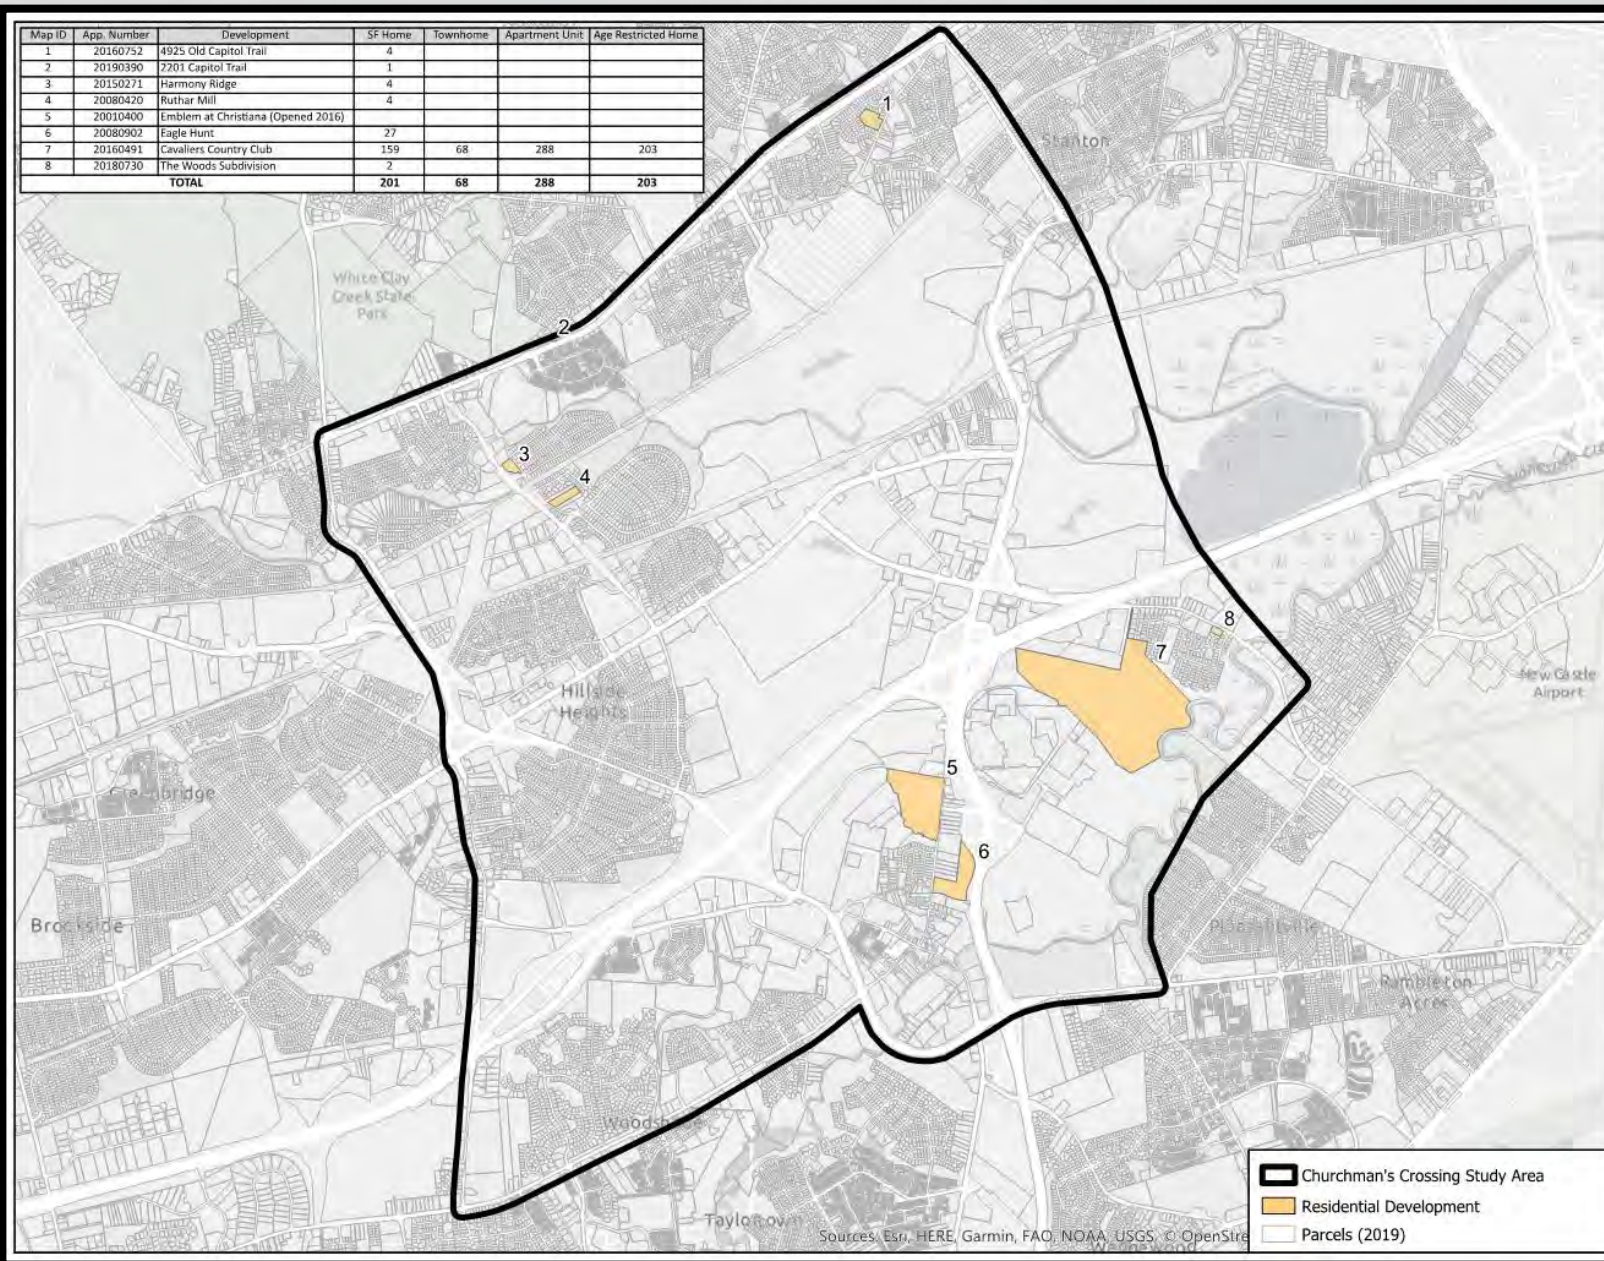 Map ID App. Number Development SF Home Townhome Apartment Unit Age Restricted Home
1 20160752 4925 Old Capitol Trail 4
2 20190390 2201 Capitol Trail 1
3 20150271 Harmony Ridge 4
4 20080420 Ruthar Mill 4
5 20010400 Emblem at Christiana (Opened 2016)
6 20080902 Eagle Hunt 27
7 20160491 Cavaliers Country Club 159 68 288 203
8 20180730 The Woods Subdivision 2
TOTAL 201 68 288 203
1
Stanton
White Clay
Creek State
Park
2
3
4
8
7
New Castle
Airport
Hillside
Heights
5
6
Brookside
Pleasantville
Rambleton
Acres
Woodshade
Taylortown
Wennewood
Churchman's Crossing Study Area
Residential Development
Parcels (2019)
Sources: Esri, HERE, Garmin, FAO, NOAA, USGS, © OpenStre